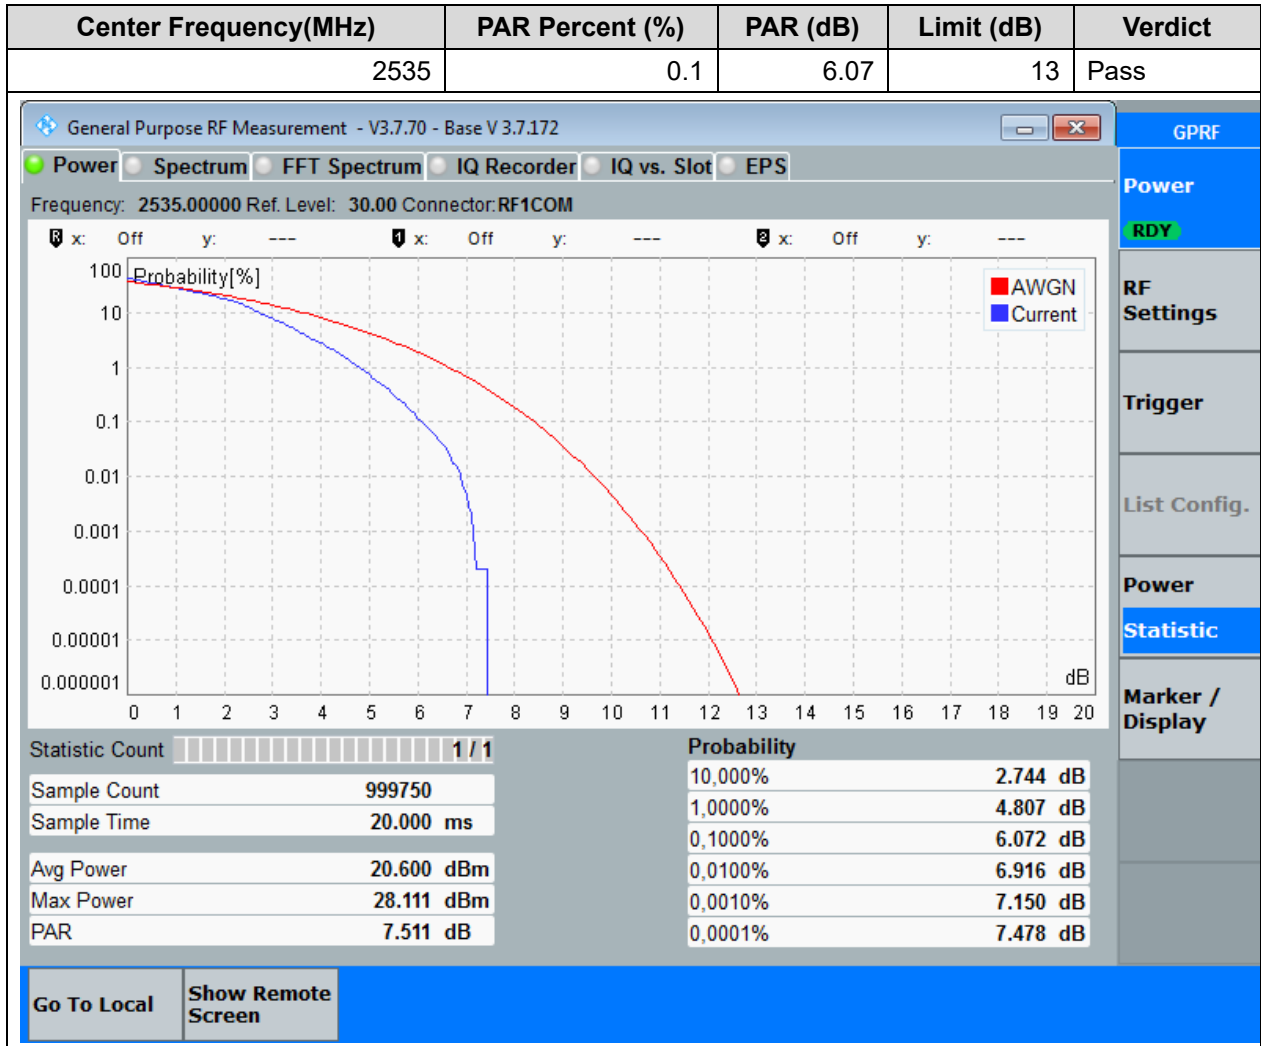 Center Frequency(MHz) PAR Percent (%) PAR (dB) Limit (dB) Verdict
2535 0.1 6.07 13 Pass
General Purpose RF Measurement - V3.7.70 - Base V 3.7.172
GPRF
Power Spectrum FFT Spectrum IQ Recorder IQ vs. Slot EPS
Power
RDY
Frequency: 2535.00000 Ref. Level: 30.00 Connector: RF1COM
R x: Off y: --- 1 x: Off y: --- 2 x: Off y: ---
Probability[%]
AWGN
Current
100
10
1
0.1
0.01
0.001
0.0001
0.00001
0.000001
dB
0 1 2 3 4 5 6 7 8 9 10 11 12 13 14 15 16 17 18 19 20
RF
Settings
Trigger
List Config.
Power
Statistic
Marker /
Display
Statistic Count 1 / 1
Sample Count 999750
Sample Time 20.000 ms
Avg Power 20.600 dBm
Max Power 28.111 dBm
PAR 7.511 dB
Probability
10,000% 2.744 dB
1,0000% 4.807 dB
0,1000% 6.072 dB
0,0100% 6.916 dB
0,0010% 7.150 dB
0,0001% 7.478 dB
Go To Local
Show Remote
Screen